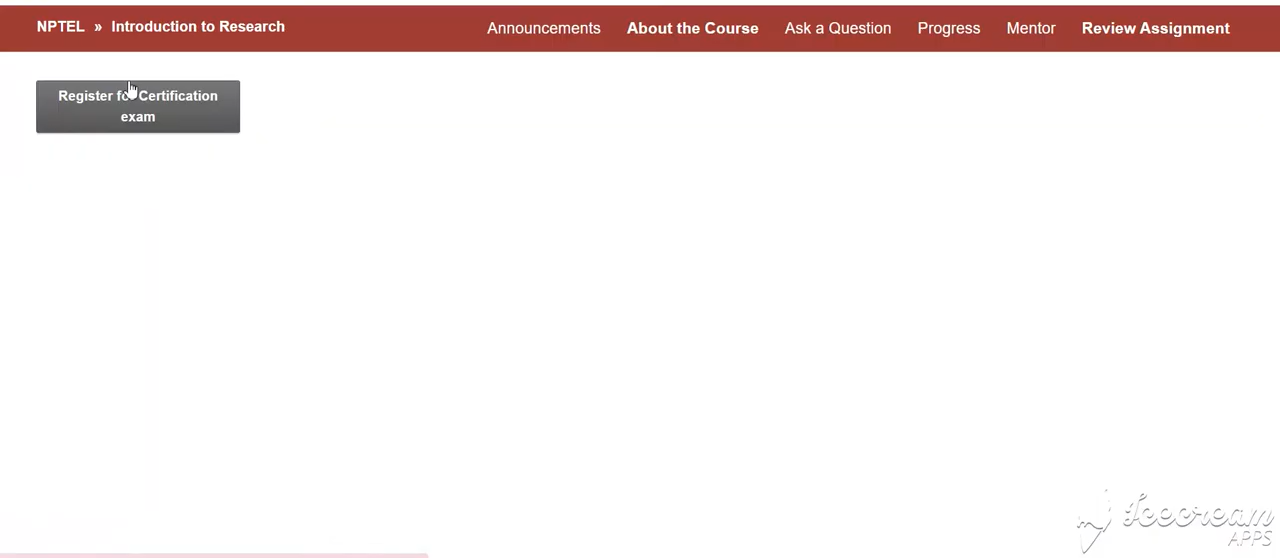 NPTEL » Introduction to Research
Announcements About the Course Ask a Question Progress Mentor Review Assignment
Register for Certification
exam
Icecream
APPS